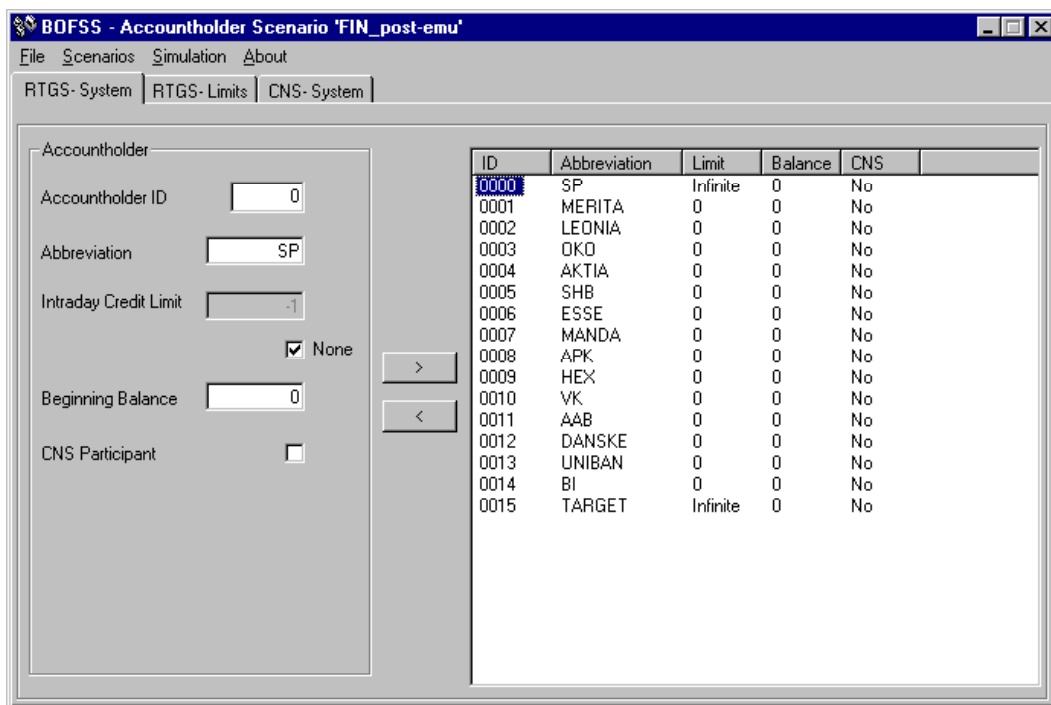 BOFSS - Accountholder Scenario 'FIN_post-emu'
File Scenarios Simulation About
RTGS- System RTGS- Limits CNS- System
Accountholder
Accountholder ID 0
Abbreviation SP
Intraday Credit Limit -1
None
Beginning Balance 0
CNS Participant
>
<
ID Abbreviation Limit Balance CNS
0000 SP Infinite 0 No
0001 MERITA 0 0 No
0002 LEONIA 0 0 No
0003 OKO 0 0 No
0004 AKTIA 0 0 No
0005 SHB 0 0 No
0006 ESSE 0 0 No
0007 MANDA 0 0 No
0008 APK 0 0 No
0009 HEX 0 0 No
0010 VK 0 0 No
0011 AAB 0 0 No
0012 DANSKE 0 0 No
0013 UNIBAN 0 0 No
0014 BI 0 0 No
0015 TARGET Infinite 0 No